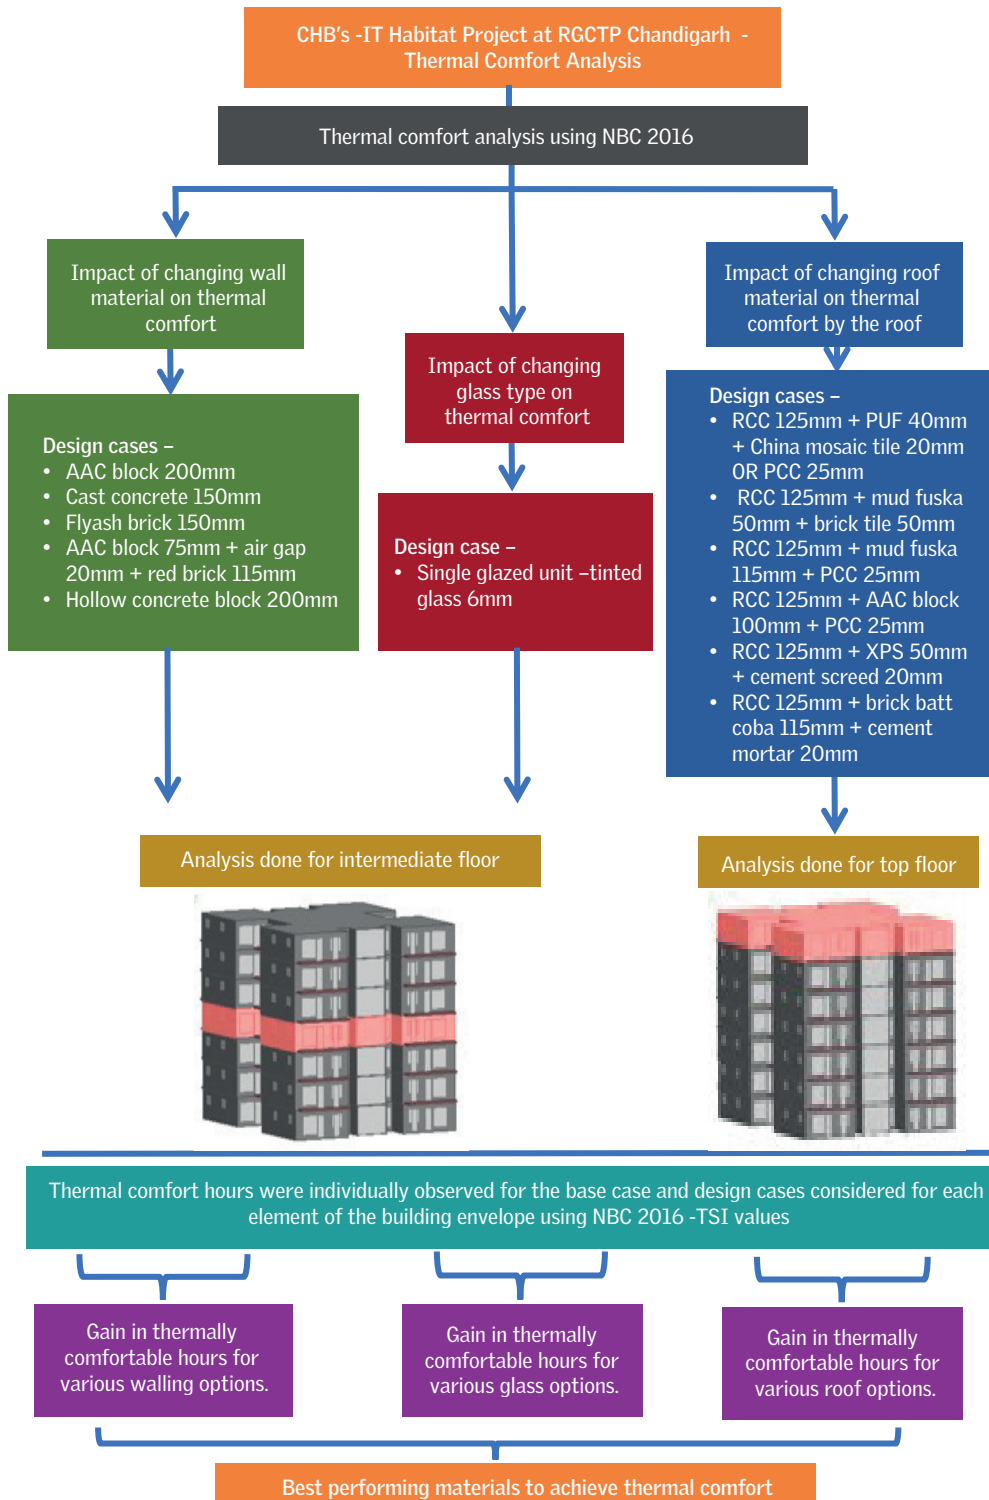 CHB's -IT Habitat Project at RGCTP Chandigarh -
Thermal Comfort Analysis
Thermal comfort analysis using NBC 2016
Impact of changing wall
material on thermal
comfort
Design cases –
• AAC block 200mm
• Cast concrete 150mm
• Flyash brick 150mm
• AAC block 75mm + air gap
20mm + red brick 115mm
• Hollow concrete block 200mm
Impact of changing
glass type on
thermal comfort
Design case –
• Single glazed unit –tinted
glass 6mm
Impact of changing roof
material on thermal
comfort by the roof
Design cases –
• RCC 125mm + PUF 40mm
+ China mosaic tile 20mm
OR PCC 25mm
• RCC 125mm + mud fuska
50mm + brick tile 50mm
• RCC 125mm + mud fuska
115mm + PCC 25mm
• RCC 125mm + AAC block
100mm + PCC 25mm
• RCC 125mm + XPS 50mm
+ cement screed 20mm
• RCC 125mm + brick batt
coba 115mm + cement
mortar 20mm
Analysis done for intermediate floor
Analysis done for top floor
Thermal comfort hours were individually observed for the base case and design cases considered for each
element of the building envelope using NBC 2016 -TSI values
Gain in thermally
comfortable hours for
various walling options.
Gain in thermally
comfortable hours for
various glass options.
Gain in thermally
comfortable hours for
various roof options.
Best performing materials to achieve thermal comfort